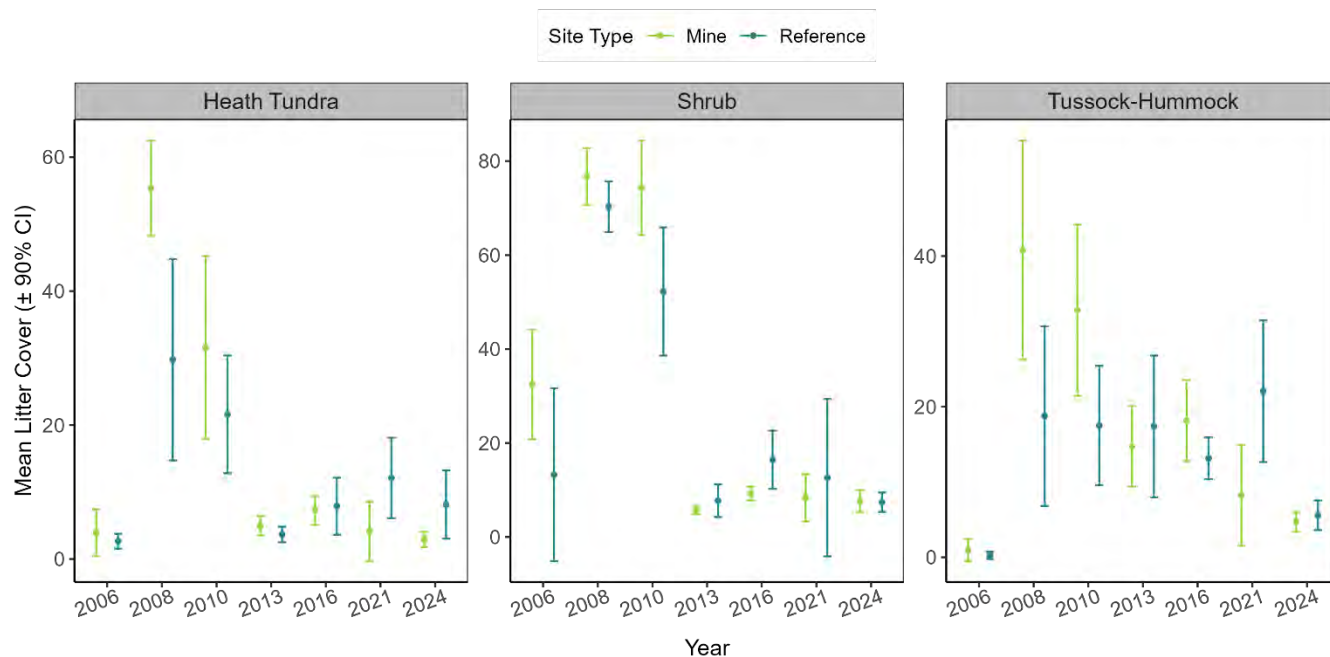 Site Type Mine Reference
Heath Tundra Shrub Tussock-Hummock
Mean Litter Cover (± 90% CI)
60
40
20
0
80
60
40
20
0
40
20
0
2006 2008 2010 2013 2016 2021 2024
2006 2008 2010 2013 2016 2021 2024
2006 2008 2010 2013 2016 2021 2024
Year